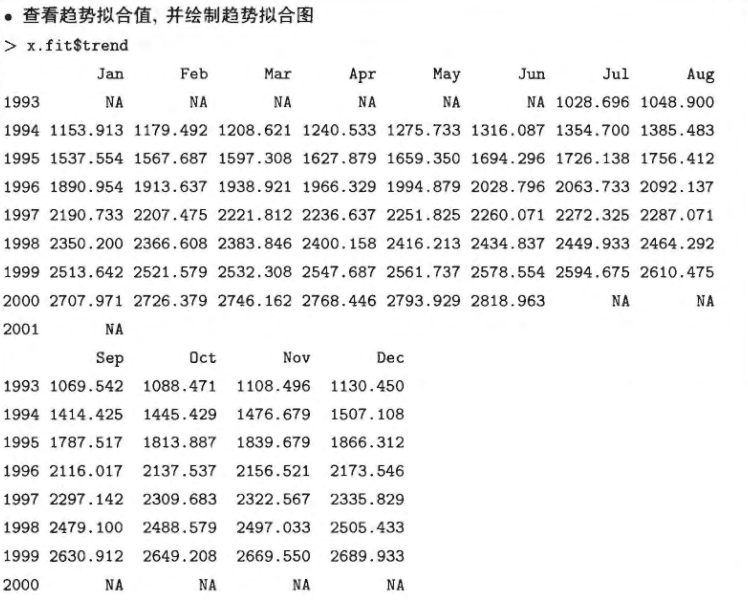 • 查看趋势拟合值, 并绘制趋势拟合图
> x.fit$trend
Jan Feb Mar Apr May Jun Jul Aug
1993 NA NA NA NA NA NA 1028.696 1048.900
1994 1153.913 1179.492 1208.621 1240.533 1275.733 1316.087 1354.700 1385.483
1995 1537.554 1567.687 1597.308 1627.879 1659.350 1694.296 1726.138 1756.412
1996 1890.954 1913.637 1938.921 1966.329 1994.879 2028.796 2063.733 2092.137
1997 2190.733 2207.475 2221.812 2236.637 2251.825 2260.071 2272.325 2287.071
1998 2350.200 2366.608 2383.846 2400.158 2416.213 2434.837 2449.933 2464.292
1999 2513.642 2521.579 2532.308 2547.687 2561.737 2578.554 2594.675 2610.475
2000 2707.971 2726.379 2746.162 2768.446 2793.929 2818.963 NA NA
2001 NA
Sep Oct Nov Dec
1993 1069.542 1088.471 1108.496 1130.450
1994 1414.425 1445.429 1476.679 1507.108
1995 1787.517 1813.887 1839.679 1866.312
1996 2116.017 2137.537 2156.521 2173.546
1997 2297.142 2309.683 2322.567 2335.829
1998 2479.100 2488.579 2497.033 2505.433
1999 2630.912 2649.208 2669.550 2689.933
2000 NA NA NA NA